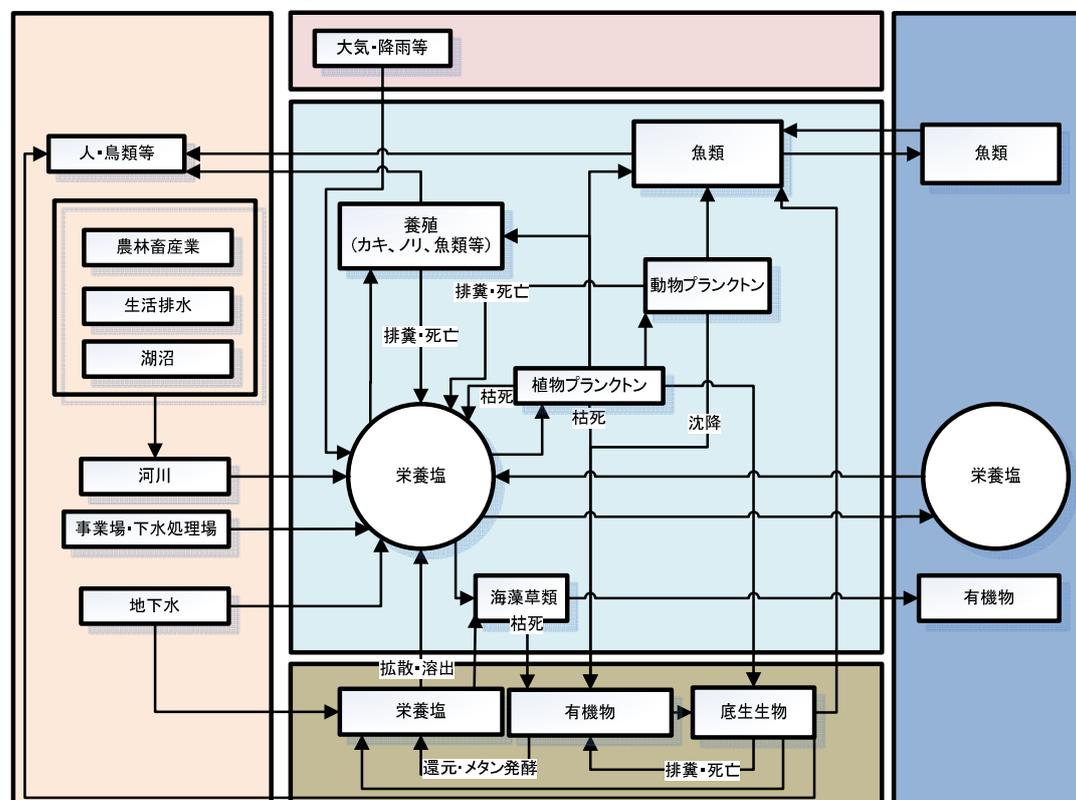 大気・降雨等
人・鳥類等
魚類
魚類
養殖
(カキ、ノリ、魚類等)
農林畜産業
動物プランクトン
排糞・死亡
生活排水
排糞・死亡
湖沼
植物プランクトン
枯死
枯死
沈降
河川
栄養塩
栄養塩
事業場・下水処理場
地下水
海藻草類
有機物
枯死
拡散・溶出
栄養塩
有機物
底生生物
還元・メタン発酵
排糞・死亡